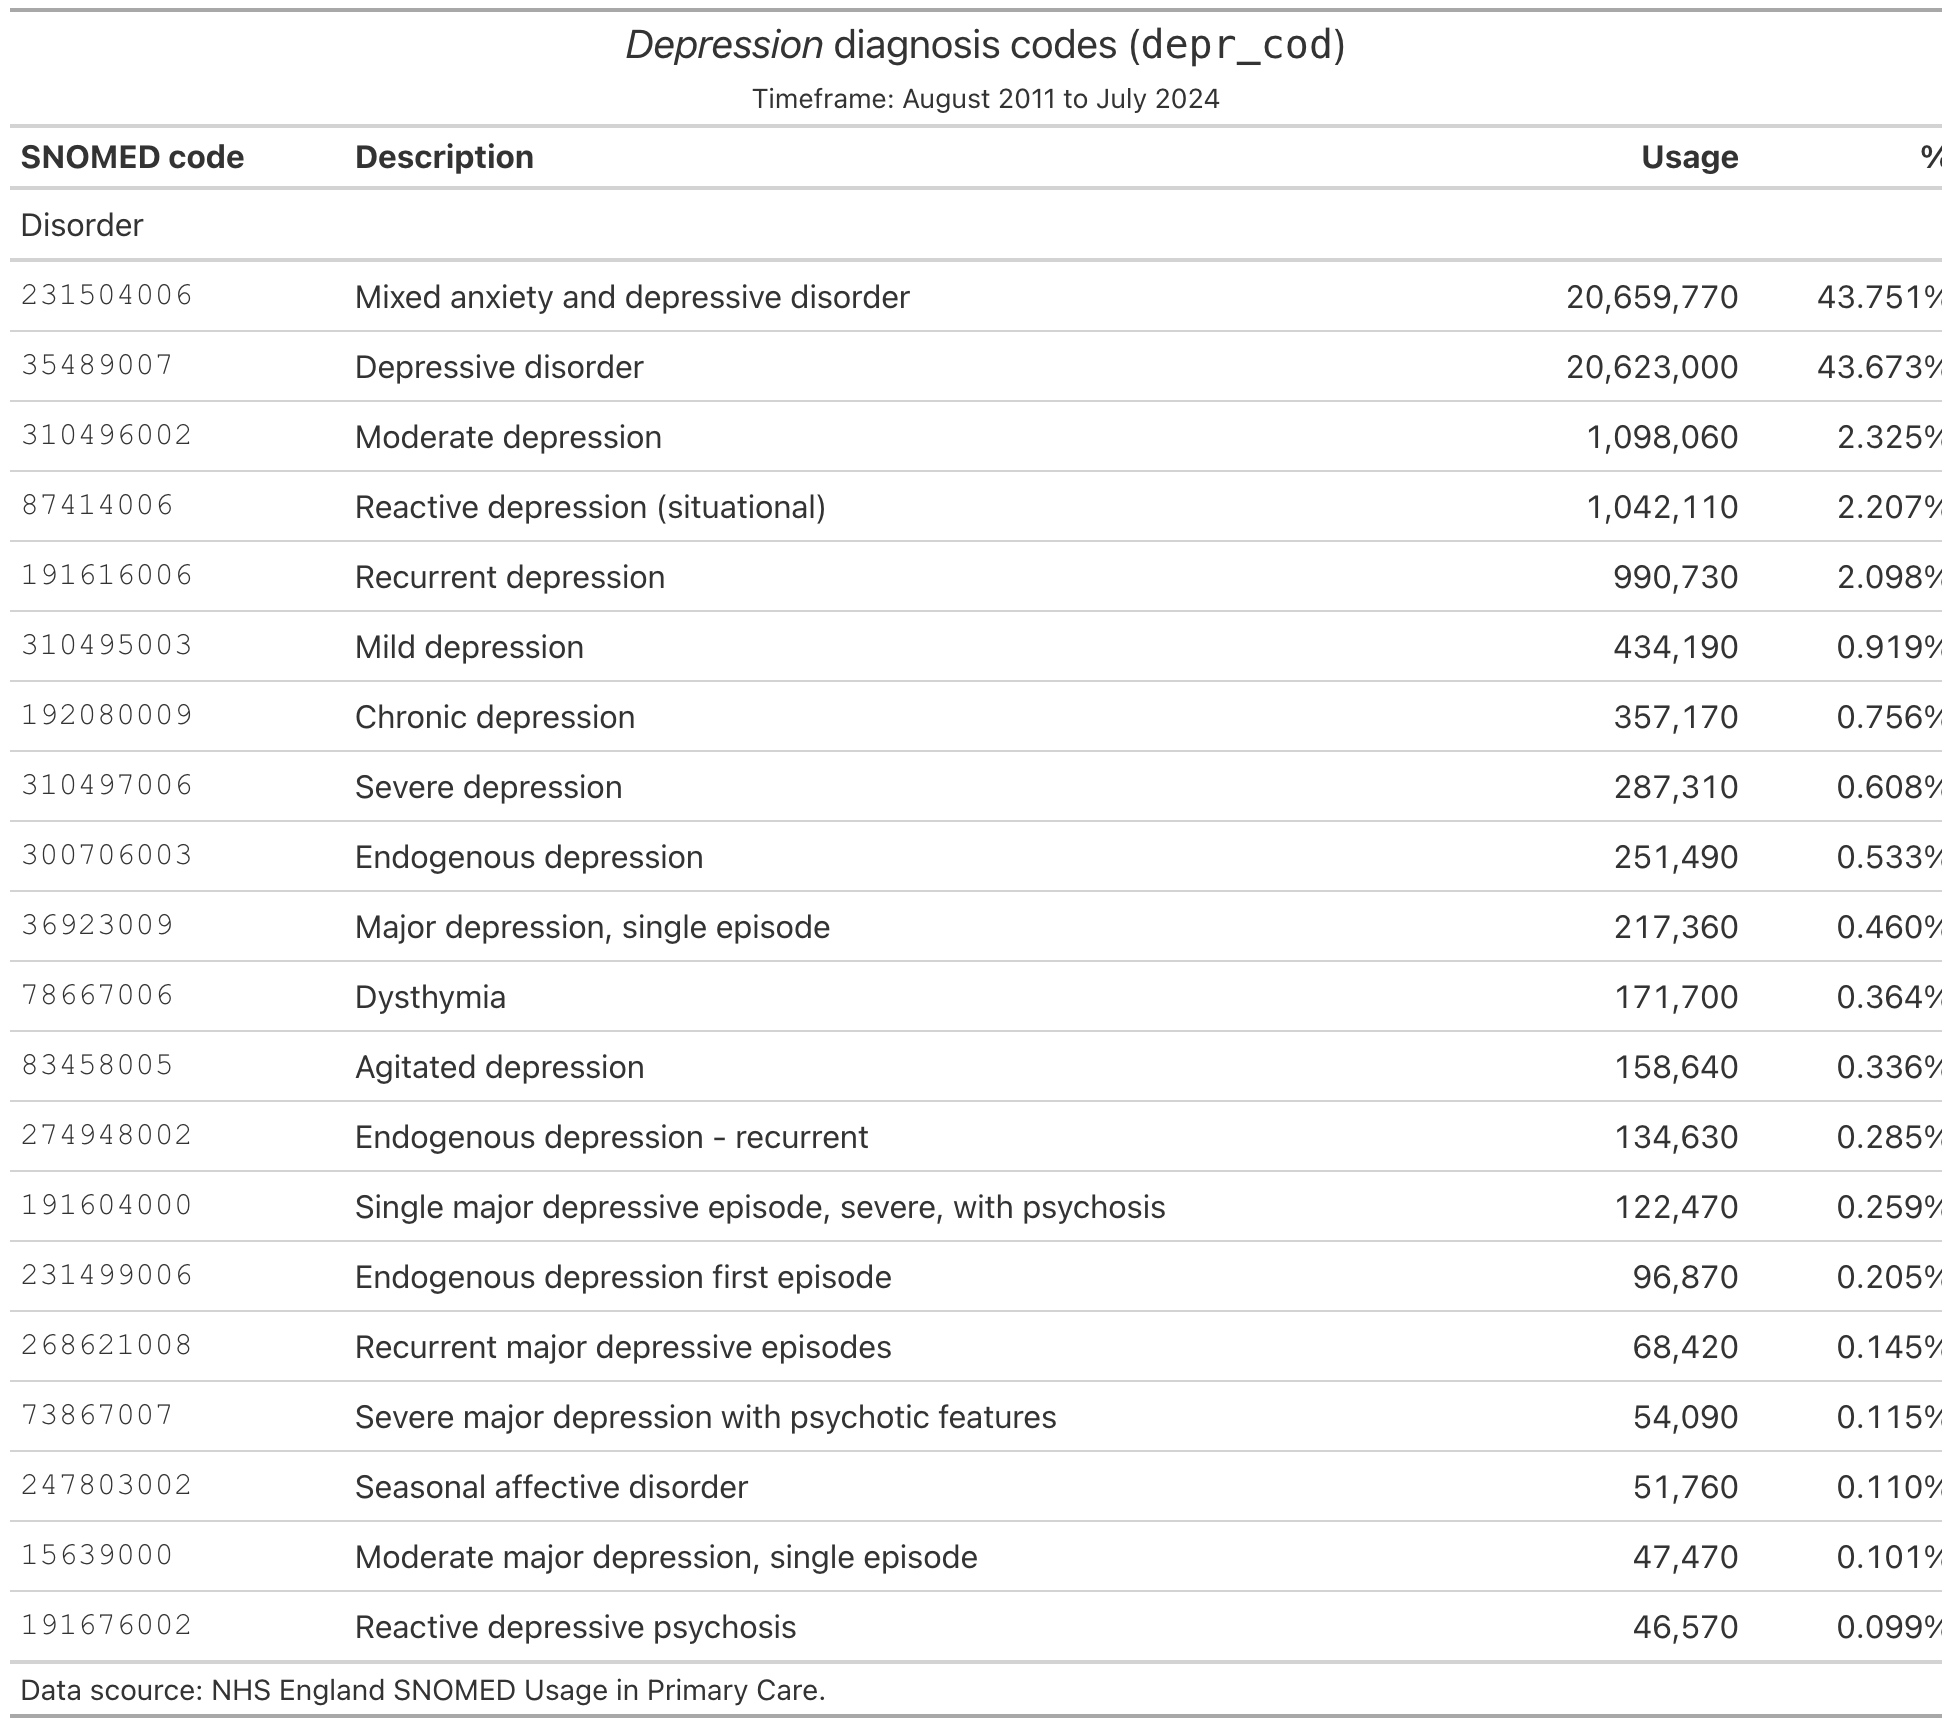 Depression diagnosis codes (depr_cod)
Timeframe: August 2011 to July 2024
SNOMED code Description Usage %
Disorder
231504006 Mixed anxiety and depressive disorder 20,659,770 43.751%
35489007 Depressive disorder 20,623,000 43.673%
310496002 Moderate depression 1,098,060 2.325%
87414006 Reactive depression (situational) 1,042,110 2.207%
191616006 Recurrent depression 990,730 2.098%
310495003 Mild depression 434,190 0.919%
192080009 Chronic depression 357,170 0.756%
310497006 Severe depression 287,310 0.608%
300706003 Endogenous depression 251,490 0.533%
36923009 Major depression, single episode 217,360 0.460%
78667006 Dysthymia 171,700 0.364%
83458005 Agitated depression 158,640 0.336%
274948002 Endogenous depression - recurrent 134,630 0.285%
191604000 Single major depressive episode, severe, with psychosis 122,470 0.259%
231499006 Endogenous depression first episode 96,870 0.205%
268621008 Recurrent major depressive episodes 68,420 0.145%
73867007 Severe major depression with psychotic features 54,090 0.115%
247803002 Seasonal affective disorder 51,760 0.110%
15639000 Moderate major depression, single episode 47,470 0.101%
191676002 Reactive depressive psychosis 46,570 0.099%
Data scource: NHS England SNOMED Usage in Primary Care.